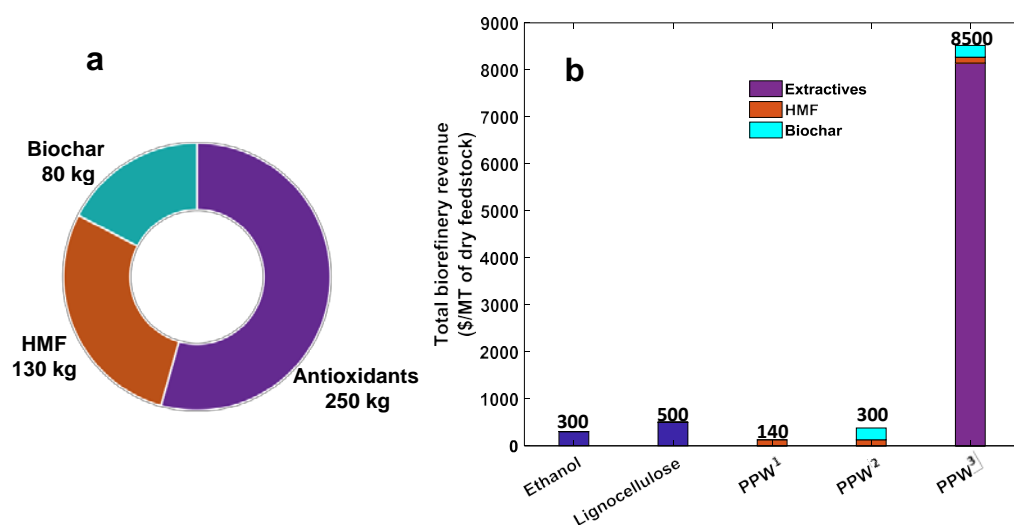 a
Biochar
80 kg
HMF
130 kg
Antioxidants
250 kg
b
Total biorefinery revenue
($/MT of dry feedstock)
9000
8000
7000
6000
5000
4000
3000
2000
1000
0
Extractives
HMF
Biochar
300
500
140
300
8500
Ethanol
Lignocellulose
PPW¹
PPW²
PPW³